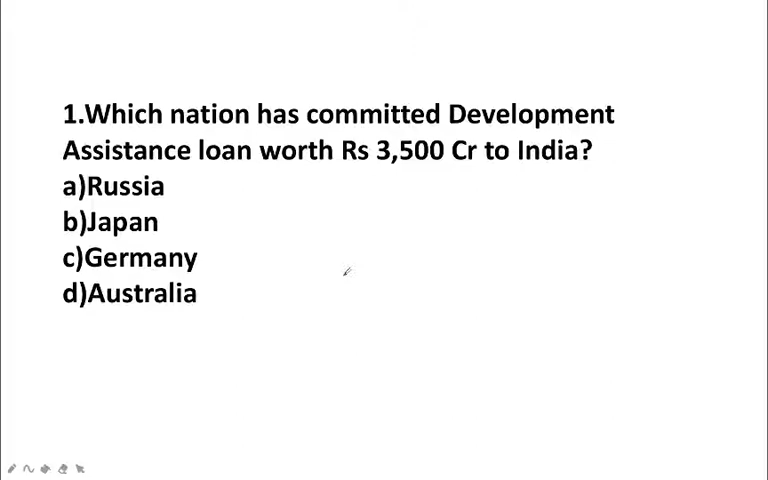 1.Which nation has committed Development
Assistance loan worth Rs 3,500 Cr to India?
a)Russia
b)Japan
c)Germany
d)Australia